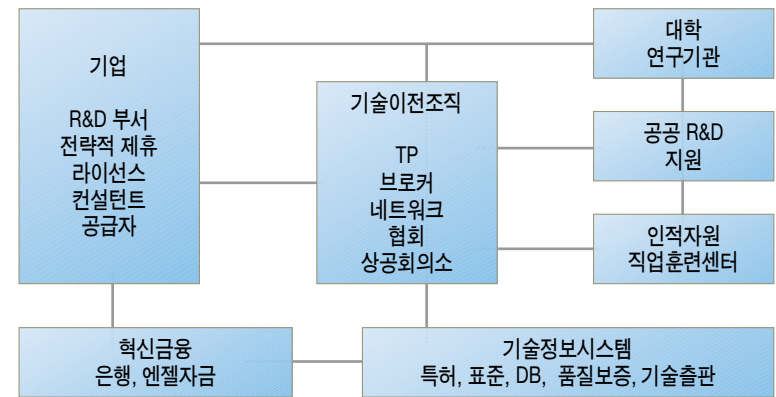 기업
R&D 부서
전략적 제휴
라이선스
컨설턴트
공급자
기술이전조직
TP
브로커
네트워크
협회
상공회의소
대학
연구기관
공공 R&D
지원
인적자원
직업훈련센터
혁신금융
은행, 엔젤자금
기술정보시스템
특허, 표준, DB, 품질보증, 기술출판